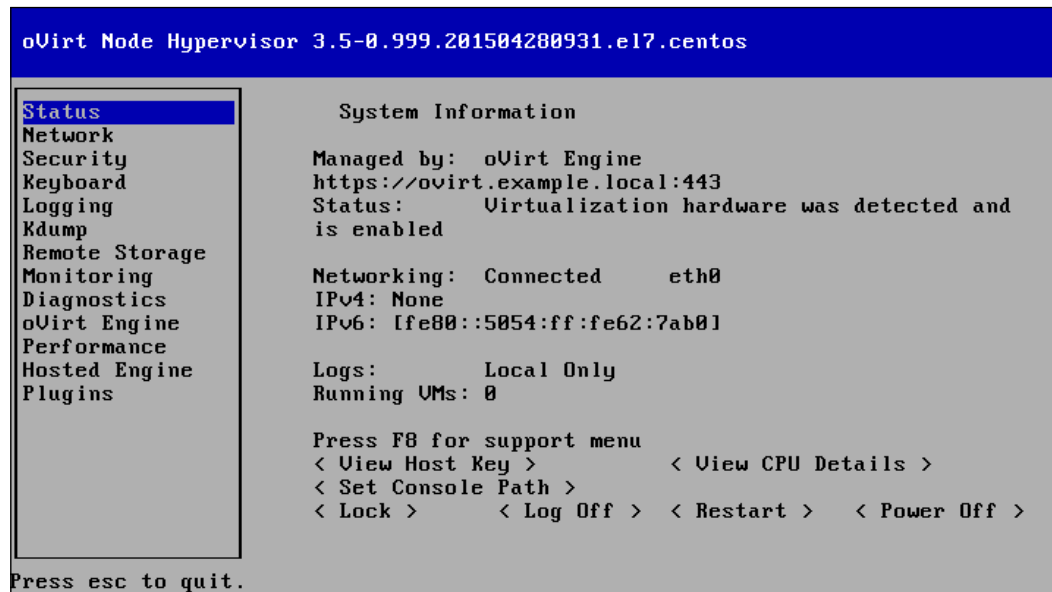 oVirt Node Hypervisor 3.5-0.999.201504280931.el7.centos
Status
Network
Security
Keyboard
Logging
Kdump
Remote Storage
Monitoring
Diagnostics
oVirt Engine
Performance
Hosted Engine
Plugins
System Information
Managed by: oVirt Engine
https://ovirt.example.local:443
Status: Virtualization hardware was detected and
is enabled
Networking: Connected eth0
IPv4: None
IPv6: [fe80::5054:ff:fe62:7ab0]
Logs: Local Only
Running VMs: 0
Press F8 for support menu
< View Host Key > < View CPU Details >
< Set Console Path >
< Lock > < Log Off > < Restart > < Power Off >
Press esc to quit.